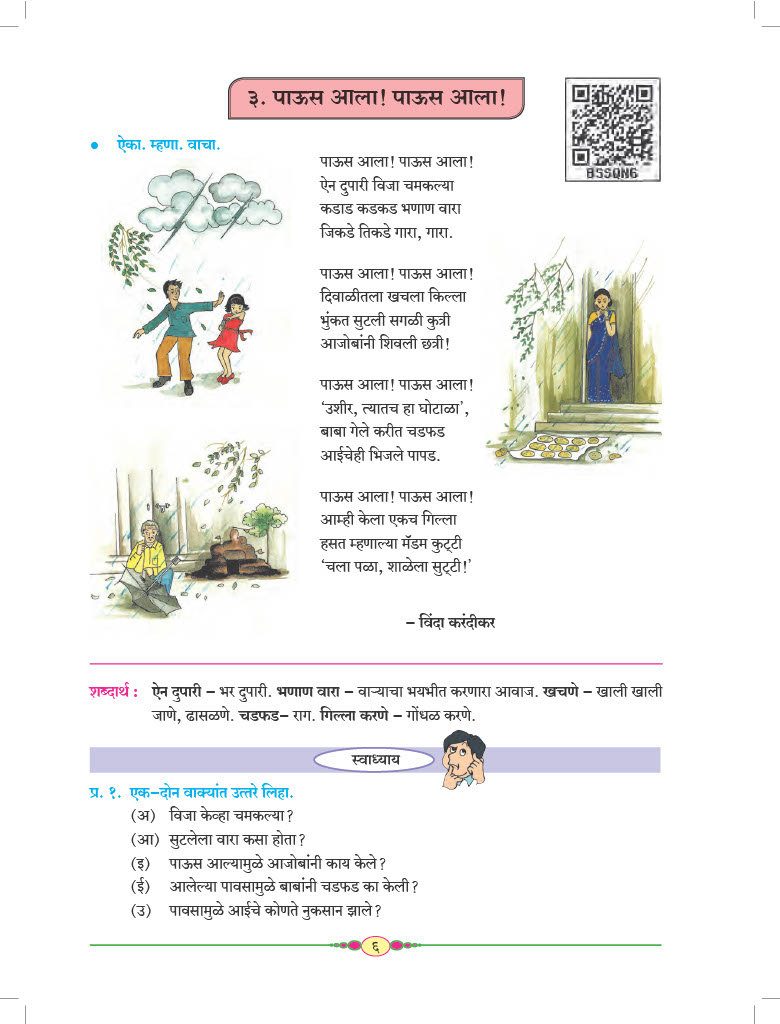 ३. पाऊस आला! पाऊस आला!
BSSQN6
• ऐका. म्हणा. वाचा.
पाऊस आला! पाऊस आला!
ऐन दुपारी विजा चमकल्या
कडाड कडकड भणाण वारा
जिकडे तिकडे गारा, गारा.
पाऊस आला! पाऊस आला!
दिवाळीतला खचला किल्ला
भुंकत सुटली सगळी कुत्री
आजोबांनी शिवली छत्री!
पाऊस आला! पाऊस आला!
‘उशीर, त्यातच हा घोटाळा’,
बाबा गेले करीत चडफड
आईचेही भिजले पापड.
पाऊस आला! पाऊस आला!
आम्ही केला एकच गिल्ला
हसत म्हणाल्या मॅडम कुट्टी
‘चला पळा, शाळेला सुट्टी!’
– विंदा करंदीकर
शब्दार्थ : ऐन दुपारी – भर दुपारी. भणाण वारा – वाऱ्याचा भयभीत करणारा आवाज. खचणे – खाली खाली
जाणे, ढासळणे. चडफड– राग. गिल्ला करणे – गोंधळ करणे.
स्वाध्याय
प्र. १. एक–दोन वाक्यांत उत्तरे लिहा.
(अ) विजा केव्हा चमकल्या?
(आ) सुटलेला वारा कसा होता?
(इ) पाऊस आल्यामुळे आजोबांनी काय केले?
(ई) आलेल्या पावसामुळे बाबांनी चडफड का केली?
(उ) पावसामुळे आईचे कोणते नुकसान झाले?
६